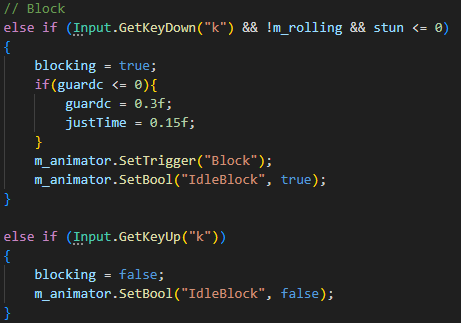 // Block
else if (Input.GetKeyDown("k") && !m_rolling && stun <= 0)
{
    blocking = true;
    if(guardc <= 0){
        guardc = 0.3f;
        justTime = 0.15f;
    }
    m_animator.SetTrigger("Block");
    m_animator.SetBool("IdleBlock", true);
}
else if (Input.GetKeyUp("k"))
{
    blocking = false;
    m_animator.SetBool("IdleBlock", false);
}